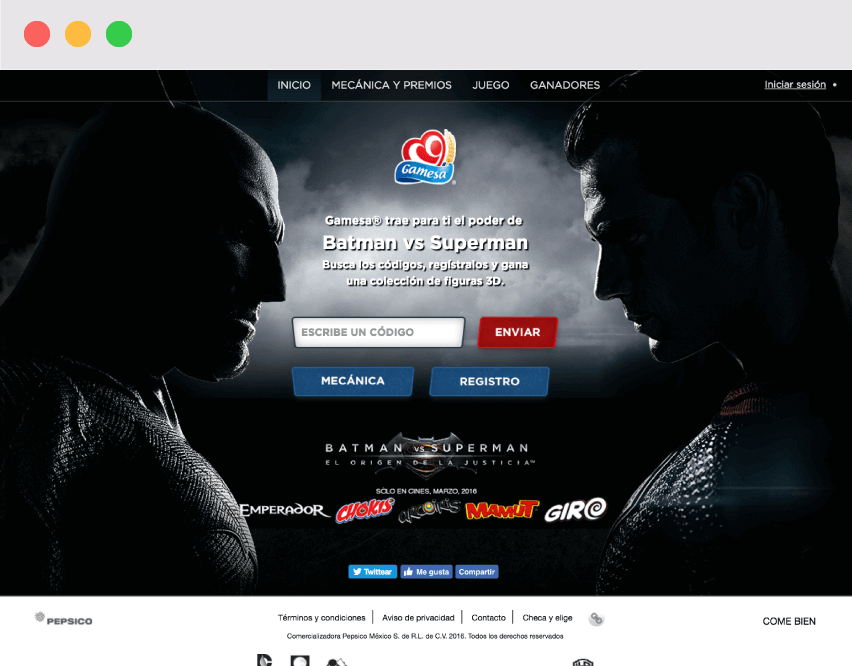 INICIO MECÁNICA Y PREMIOS JUEGO GANADORES Iniciar sesión
Gamesa®
Gamesa® trae para ti el poder de
Batman vs Superman
Busca los códigos, regístralos y gana
una colección de figuras 3D.
ESCRIBE UN CÓDIGO ENVIAR
MECÁNICA REGISTRO
BATMAN VS SUPERMAN
EL ORIGEN DE LA JUSTICIA™
SÓLO EN CINES, MARZO, 2016
EMPERADOR CHOKIS ARCOIRIS MAMUT GIRO
Twittear Me gusta Compartir
PEPSICO Términos y condiciones Aviso de privacidad Contacto Checa y elige COME BIEN
Comercializadora Pepsico México S. de R.L. de C.V. 2016. Todos los derechos reservados